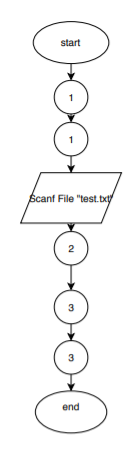 start
1
1
Scanf File "test.txt"
2
3
3
end